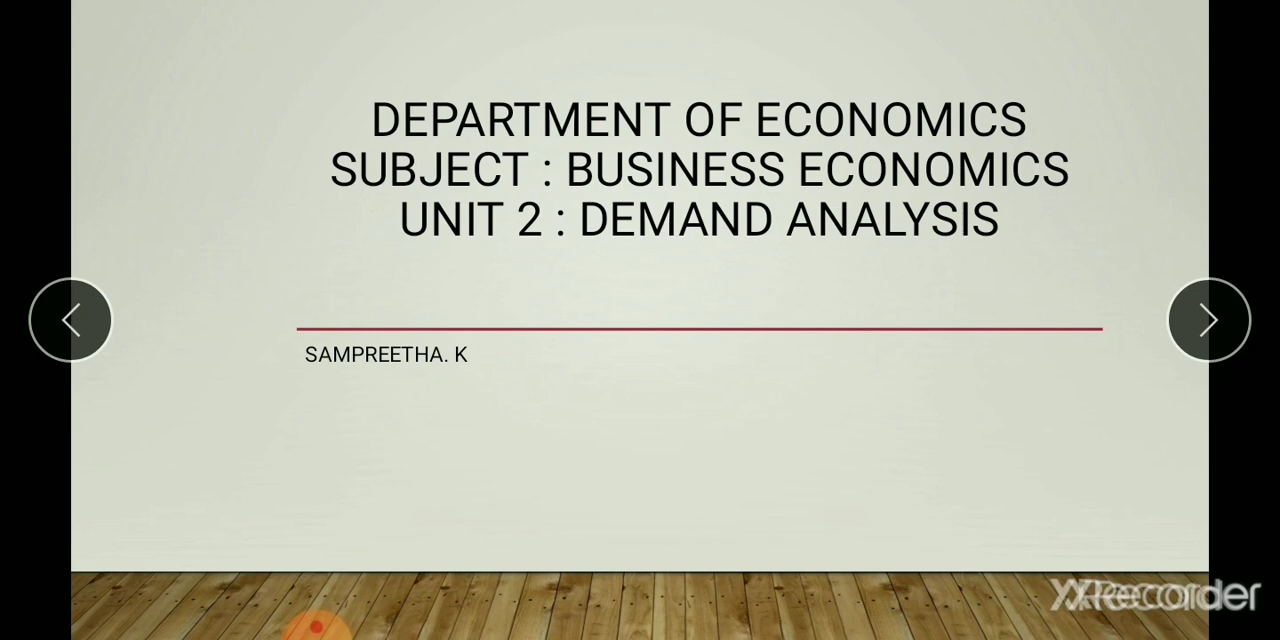 DEPARTMENT OF ECONOMICS
SUBJECT : BUSINESS ECONOMICS
UNIT 2 : DEMAND ANALYSIS
SAMPREETHA. K
XRecorder